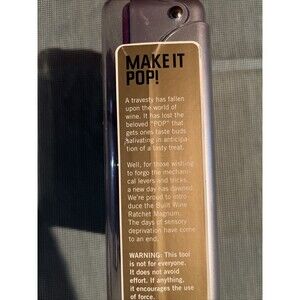 MAKE IT
POP!
A travesty has fallen
upon the world of
wine. It has lost the
beloved "POP" that
gets ones taste buds
salivating in anticipa-
tion of a tasty treat.
Well, for those wishing
to forgo the mechani-
cal levers and tricks,
a new day has dawned.
We're proud to intro-
duce the Built Wine
Ratchet Magnum.
The days of sensory
deprivation have come
to an end.
WARNING: This tool
is not for everyone.
It does not avoid
effort. If anything,
it encourages the use
of force.